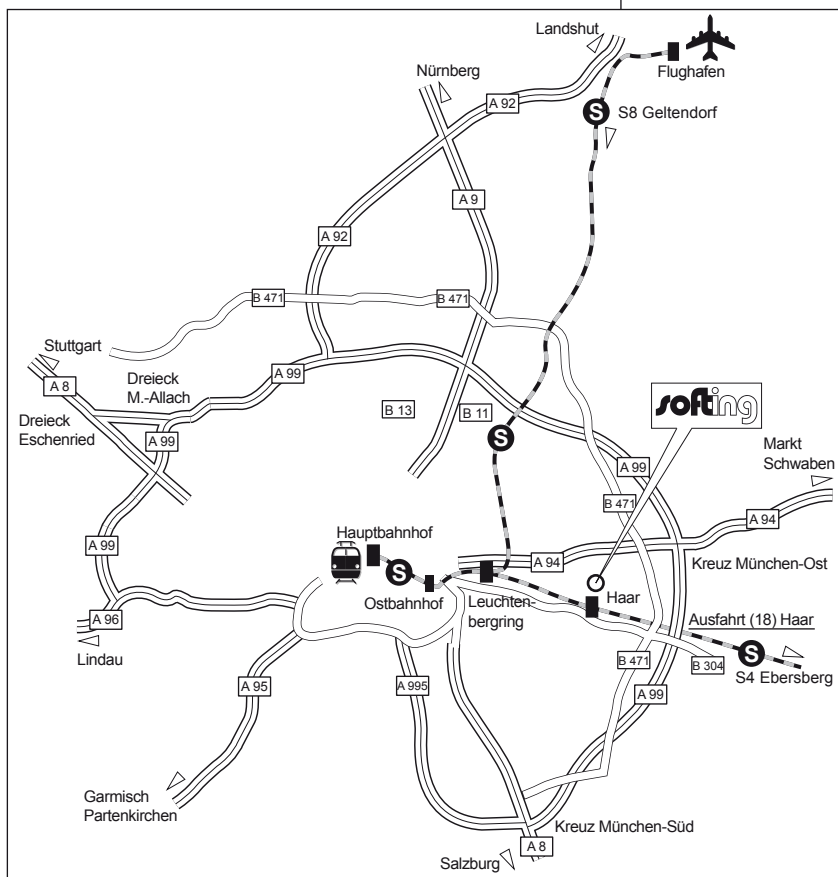 Landshut
Flughafen
Nürnberg
A 92
S
S8 Geltendorf
A 9
A 92
B 471
B 471
Stuttgart
A 8
Dreieck
M.-Allach
A 99
Dreieck
Eschenried
A 99
B 13
B 11
S
softing
Markt
Schwaben
A 99
B 471
A 94
Hauptbahnhof
S
A 99
A 94
Kreuz München-Ost
Ostbahnhof
Leuchten-
bergring
Haar
Ausfahrt (18) Haar
A 96
Lindau
S
B 471
B 304
S4 Ebersberg
A 95
A 995
A 99
Garmisch
Partenkirchen
Kreuz München-Süd
A 8
Salzburg